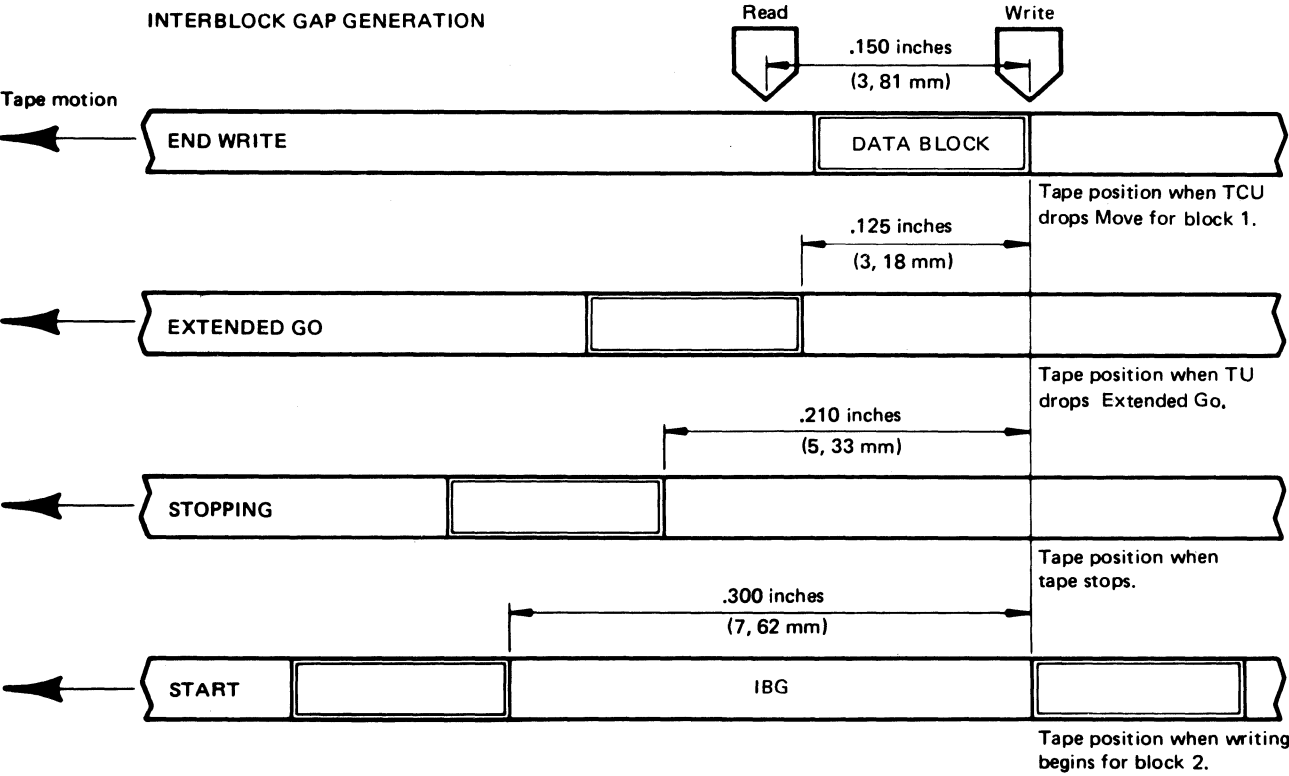 INTERBLOCK GAP GENERATION
Read
Write
.150 inches
(3, 81 mm)
Tape motion
END WRITE
DATA BLOCK
Tape position when TCU
drops Move for block 1.
.125 inches
(3, 18 mm)
EXTENDED GO
Tape position when TU
drops Extended Go.
.210 inches
(5, 33 mm)
STOPPING
Tape position when
tape stops.
.300 inches
(7, 62 mm)
START
IBG
Tape position when writing
begins for block 2.